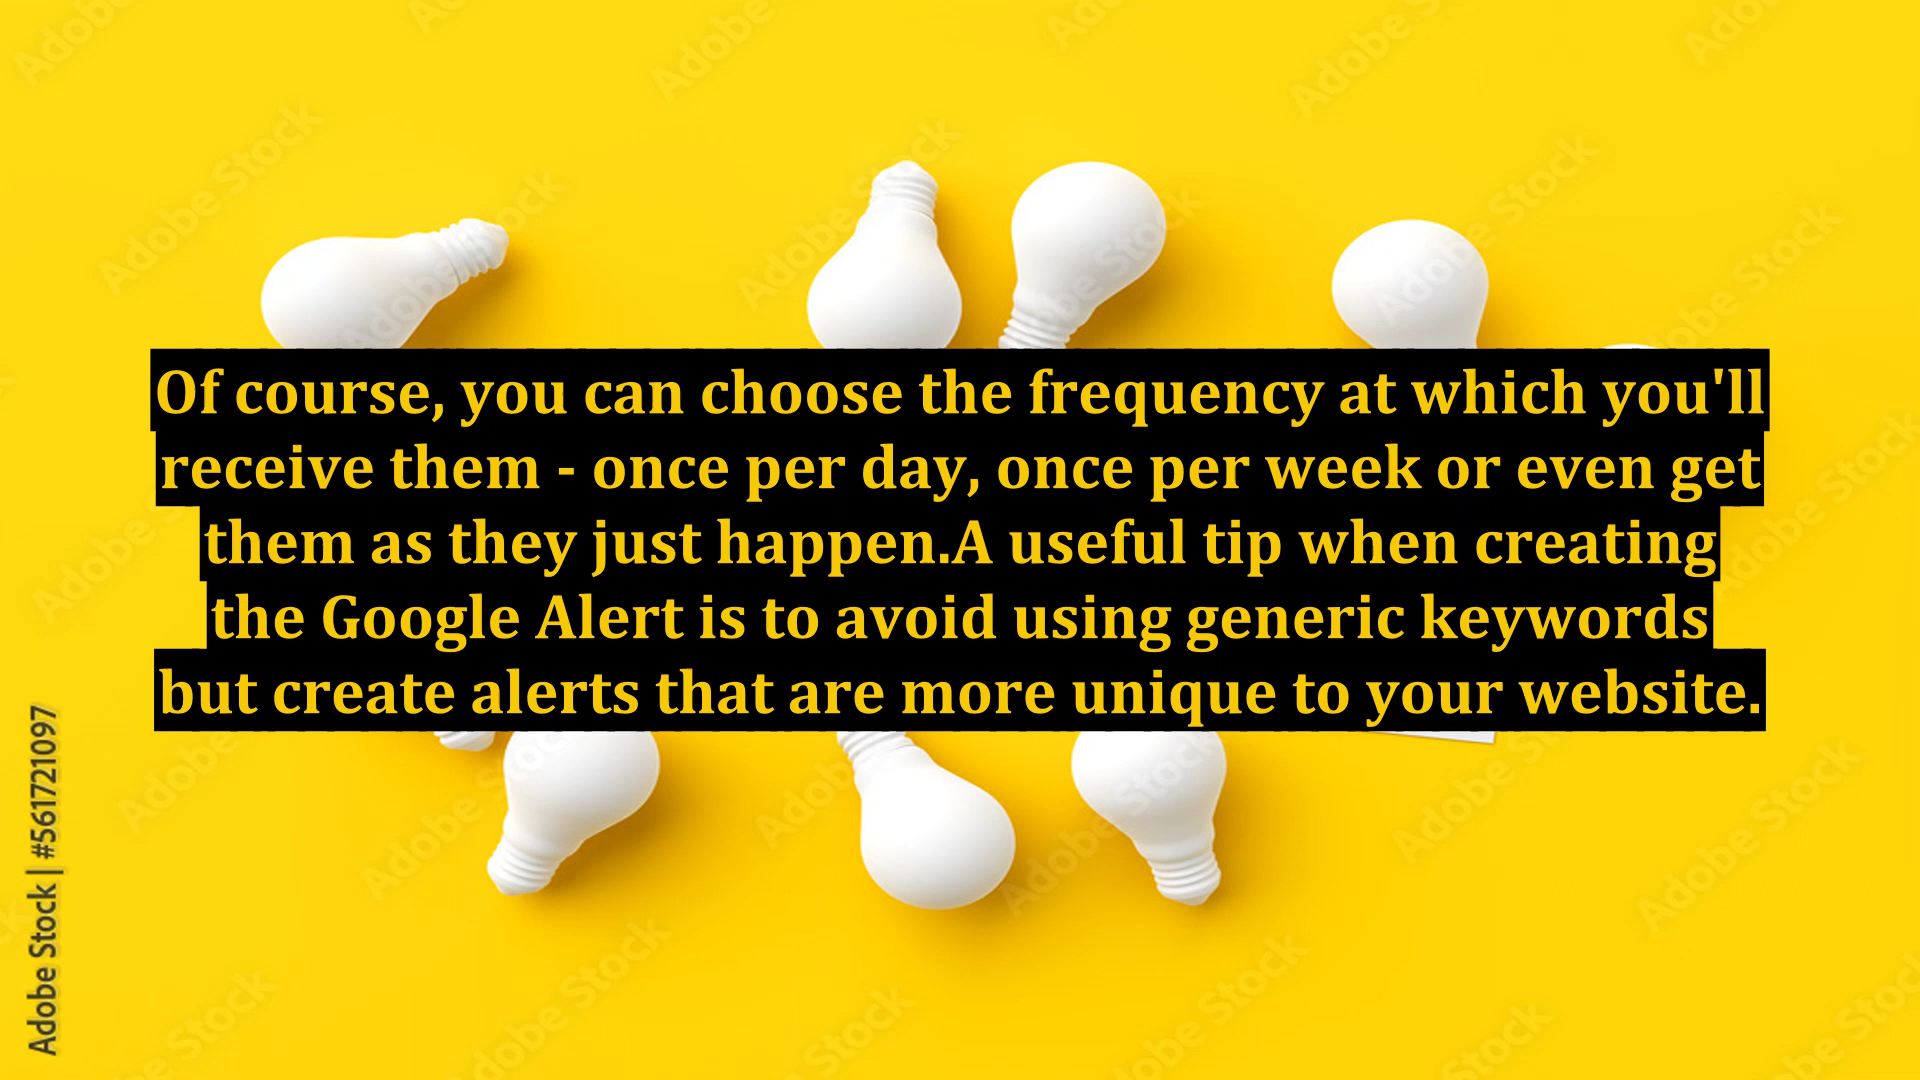 Of course, you can choose the frequency at which you'll
receive them - once per day, once per week or even get
them as they just happen.A useful tip when creating
the Google Alert is to avoid using generic keywords
but create alerts that are more unique to your website.
Adobe Stock | #561721097
Adobe Stock